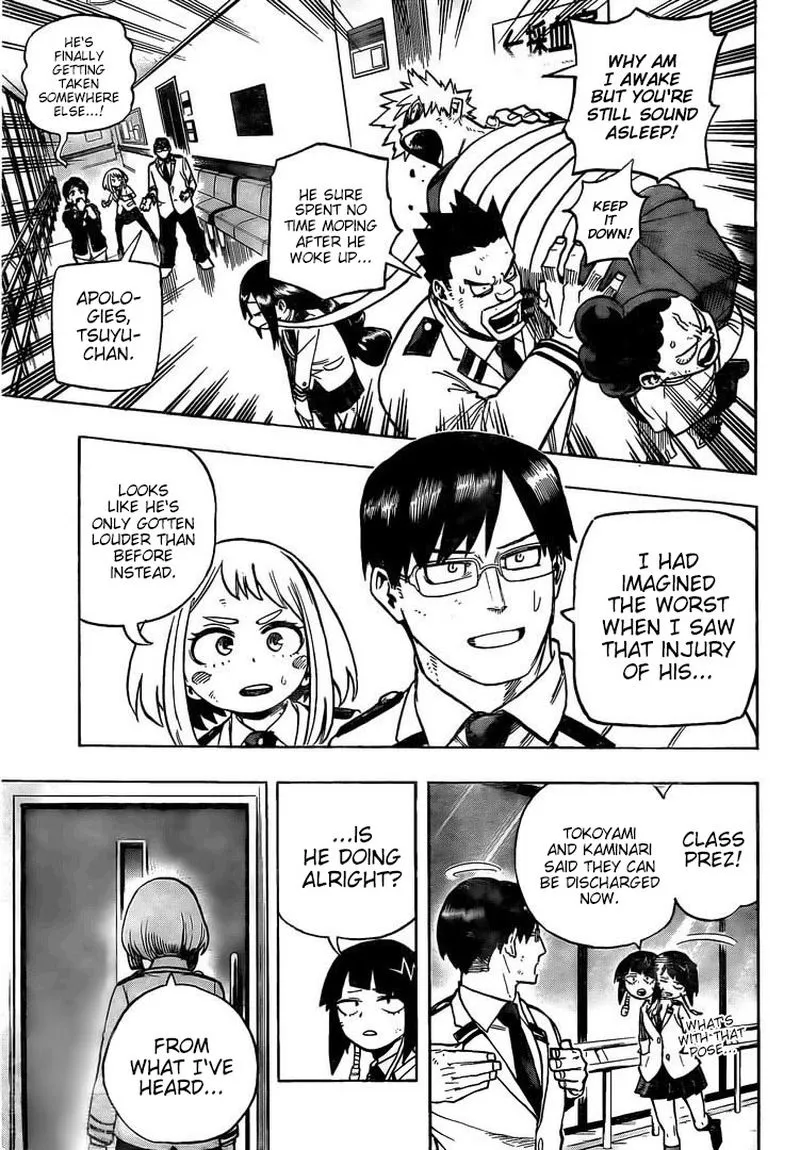 ←採血
WHY AM
I AWAKE
BUT YOU'RE
STILL SOUND
ASLEEP!
KEEP
IT
DOWN!
HE SURE
SPENT NO
TIME MOPING
AFTER HE
WOKE UP...
HE'S
FINALLY
GETTING
TAKEN
SOMEWHERE
ELSE...!
APOLO-
GIES,
TSUYU-
CHAN.
I HAD
IMAGINED
THE WORST
WHEN I SAW
THAT INJURY
OF HIS...
LOOKS
LIKE HE'S
ONLY GOTTEN
LOUDER THAN
BEFORE
INSTEAD.
CLASS
PREZ!
TOKOYAMI
AND KAMINARI
SAID THEY CAN
BE DISCHARGED
NOW.
WHAT'S
WITH THAT
POSE...
...IS
HE DOING
ALRIGHT?
FROM
WHAT I'VE
HEARD...